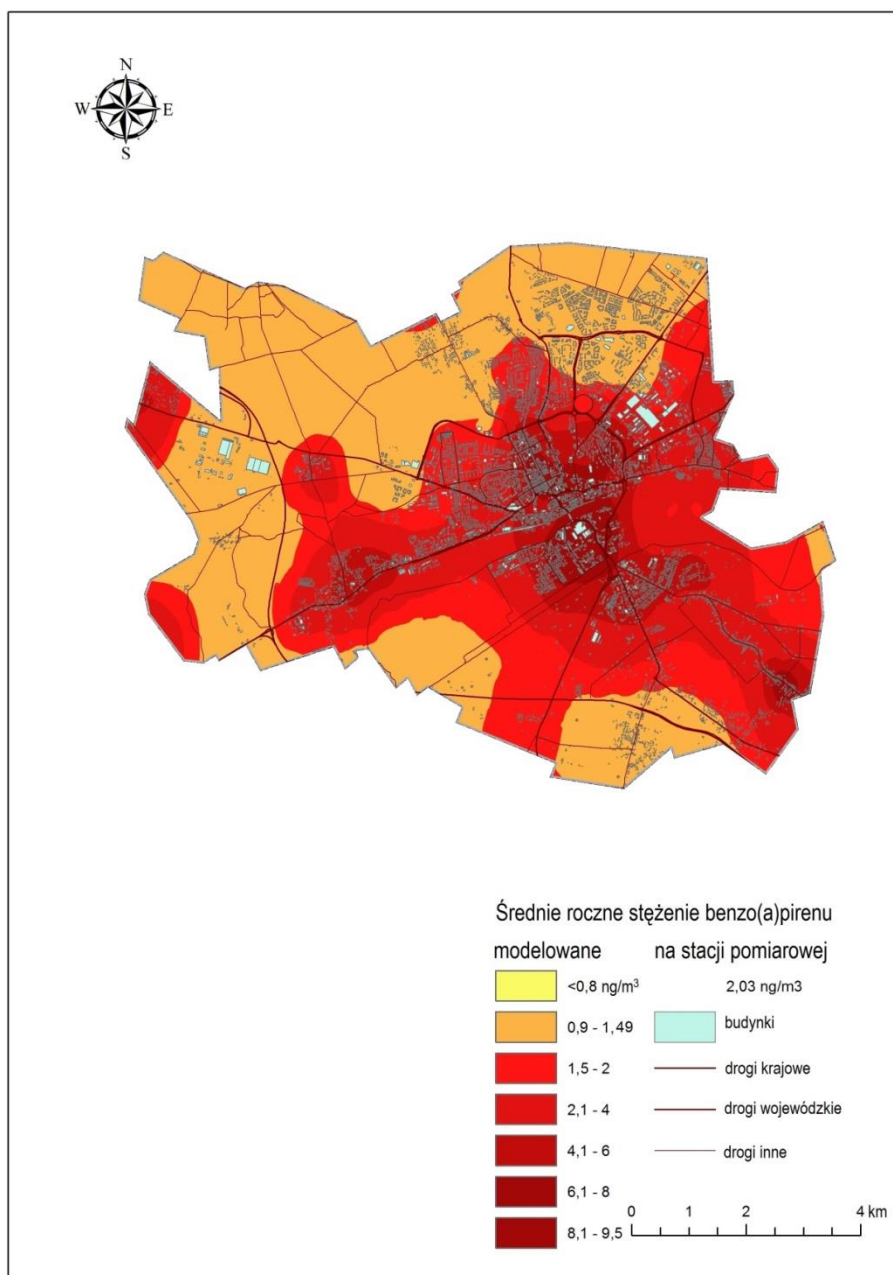 N
W E
S
Średnie roczne stężenie benzo(a)pirenu
modelowane na stacji pomiarowej
<0,8 ng/m³ 2,03 ng/m3
0,9 - 1,49 budynki
1,5 - 2 drogi krajowe
2,1 - 4 drogi wojewódzkie
4,1 - 6 drogi inne
6,1 - 8
0 1 2 4 km
8,1 - 9,5